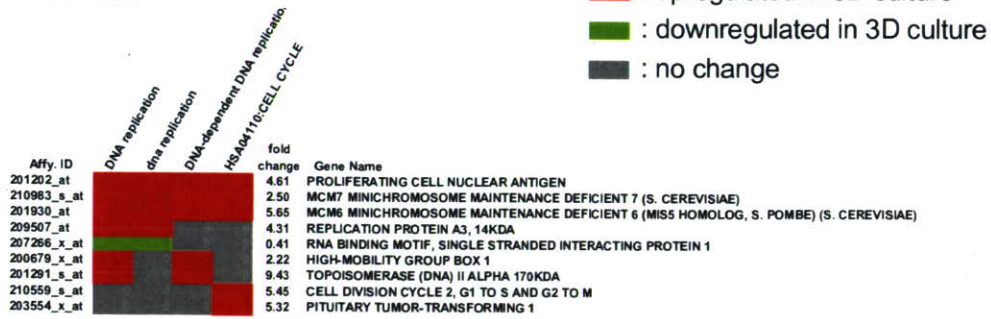 : downregulated in 3D culture
: no change
DNA replication
dna replication
DNA-dependent DNA replication
HSA04110:CELL CYCLE
Affy. ID fold change Gene Name
201202_at 4.61 PROLIFERATING CELL NUCLEAR ANTIGEN
210983_s_at 2.50 MCM7 MINICHROMOSOME MAINTENANCE DEFICIENT 7 (S. CEREVISIAE)
201930_at 5.65 MCM6 MINICHROMOSOME MAINTENANCE DEFICIENT 6 (MIS5 HOMOLOG, S. POMBE) (S. CEREVISIAE)
209507_at 4.31 REPLICATION PROTEIN A3, 14KDA
207266_x_at 0.41 RNA BINDING MOTIF, SINGLE STRANDED INTERACTING PROTEIN 1
200679_x_at 2.22 HIGH-MOBILITY GROUP BOX 1
201291_s_at 9.43 TOPOISOMERASE (DNA) II ALPHA 170KDA
210559_s_at 5.45 CELL DIVISION CYCLE 2, G1 TO S AND G2 TO M
203554_x_at 5.32 PITUITARY TUMOR-TRANSFORMING 1